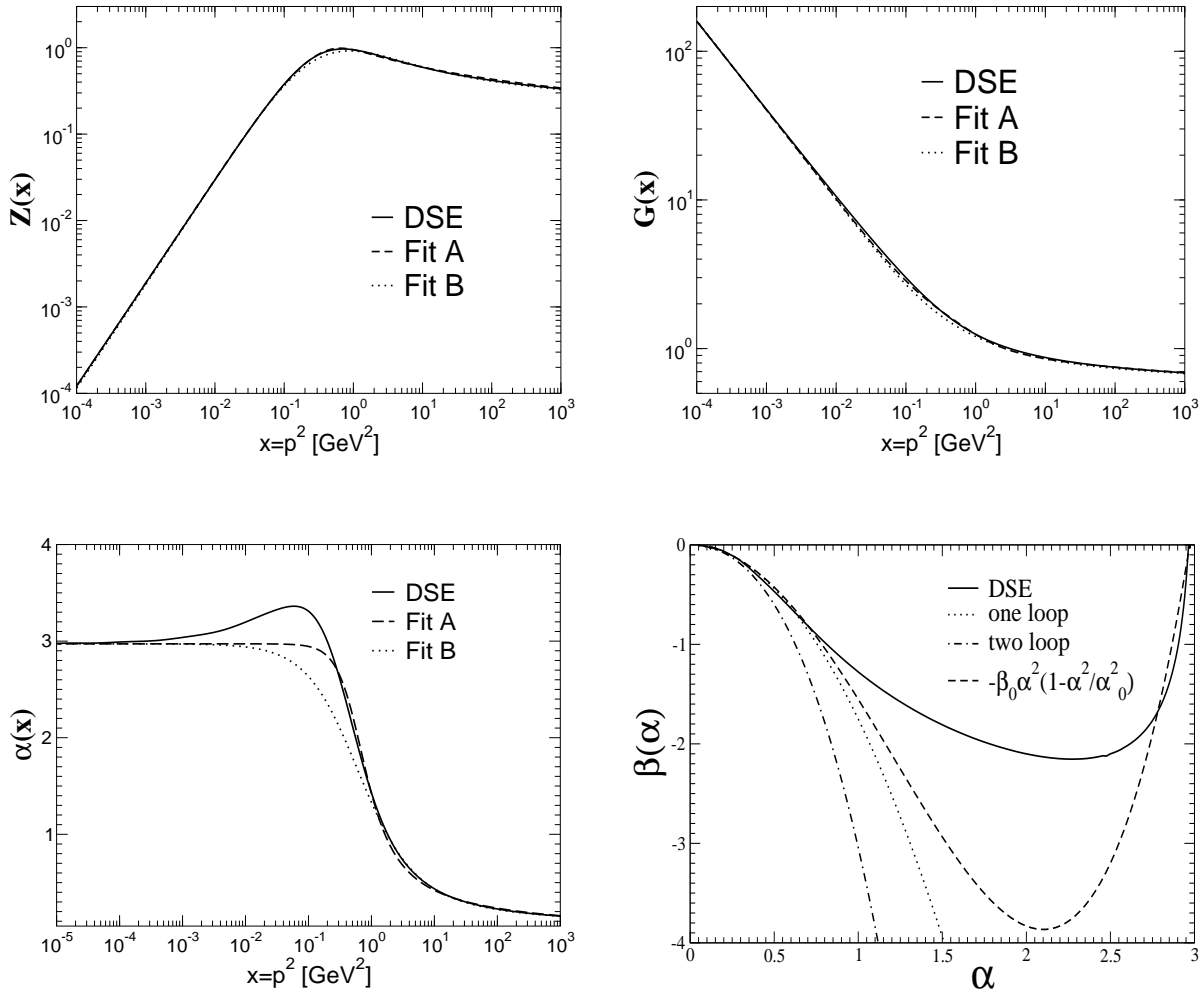 10^0
10^-1
10^-2
10^-3
10^-4
Z(x)
DSE
Fit A
Fit B
10^-4 10^-3 10^-2 10^-1 10^0 10^1 10^2 10^3
x=p^2 [GeV^2]
10^2
10^1
10^0
G(x)
DSE
Fit A
Fit B
10^-4 10^-3 10^-2 10^-1 10^0 10^1 10^2 10^3
x=p^2 [GeV^2]
4
3
2
1
α(x)
DSE
Fit A
Fit B
10^-5 10^-4 10^-3 10^-2 10^-1 10^0 10^1 10^2 10^3
x=p^2 [GeV^2]
0
-1
-2
-3
-4
β(α)
DSE
one loop
two loop
-β_0α^2(1-α^2/α^2_0)
0 0.5 1 1.5 2 2.5 3
α